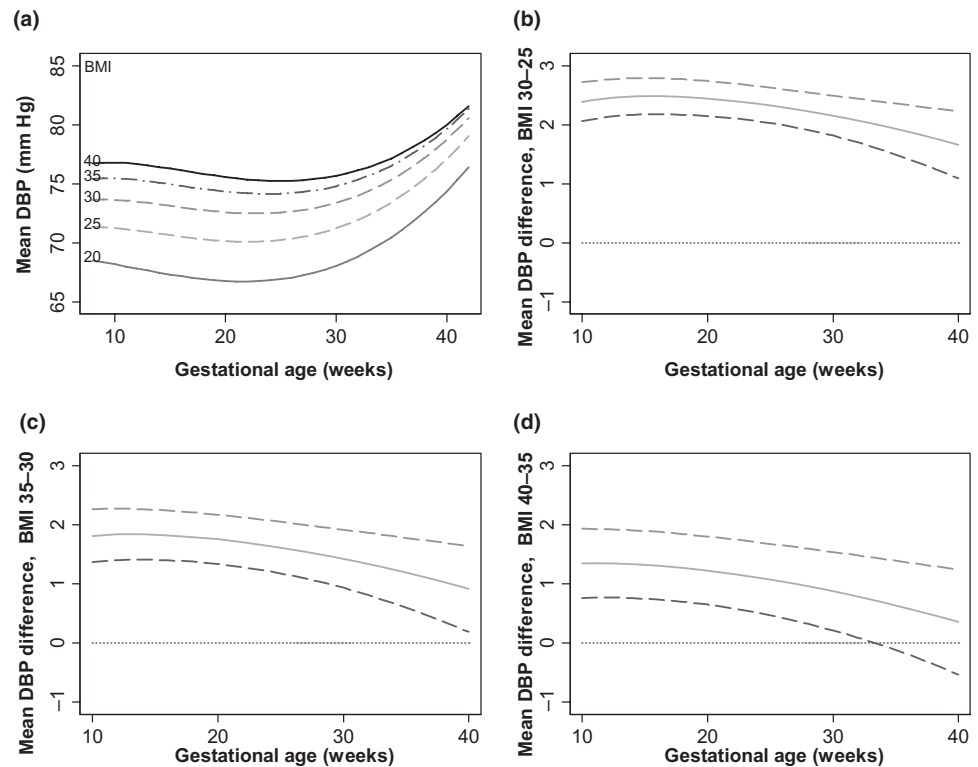 (a)
Mean DBP (mm Hg)
85
80
75
70
65
BMI
40
35
30
25
20
10 20 30 40
Gestational age (weeks)
(b)
Mean DBP difference, BMI 30–25
3
2
1
0
–1
10 20 30 40
Gestational age (weeks)
(c)
Mean DBP difference, BMI 35–30
3
2
1
0
–1
10 20 30 40
Gestational age (weeks)
(d)
Mean DBP difference, BMI 40–35
3
2
1
0
–1
10 20 30 40
Gestational age (weeks)